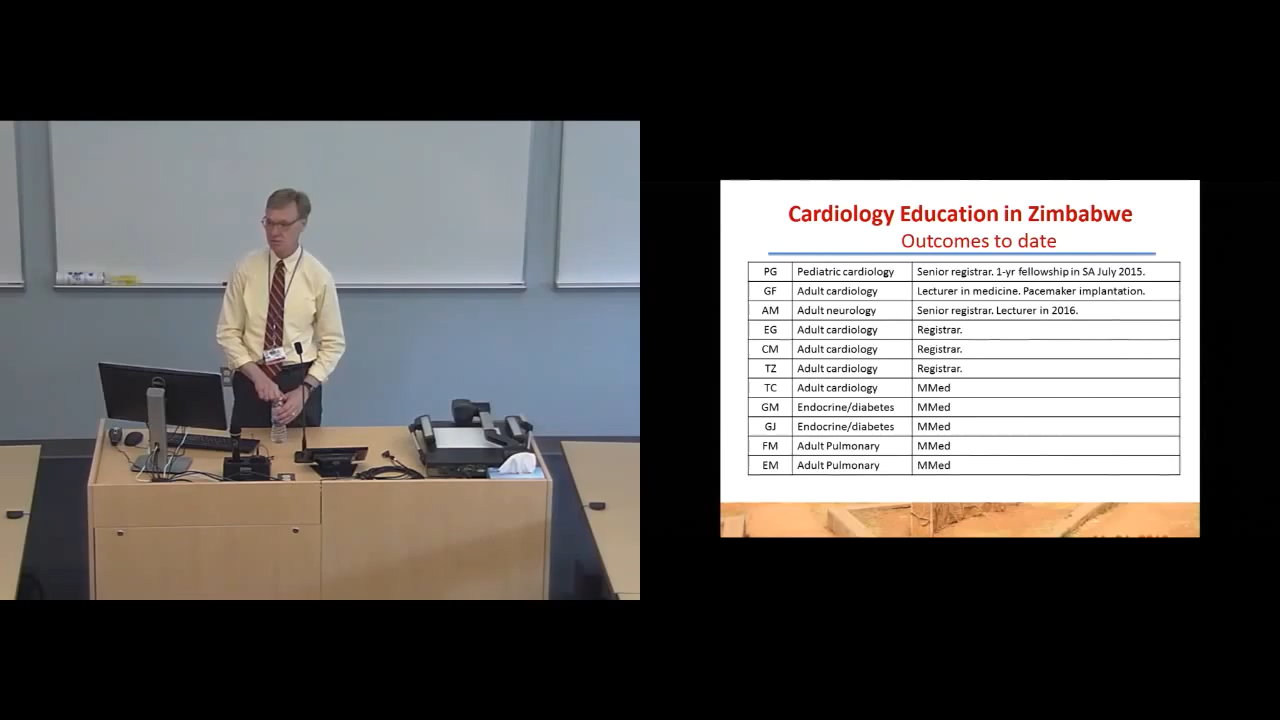 Cardiology Education in Zimbabwe
Outcomes to date
PG Pediatric cardiology Senior registrar. 1-yr fellowship in SA July 2015.
GF Adult cardiology Lecturer in medicine. Pacemaker implantation.
AM Adult neurology Senior registrar. Lecturer in 2016.
EG Adult cardiology Registrar.
CM Adult cardiology Registrar.
TZ Adult cardiology Registrar.
TC Adult cardiology MMed
GM Endocrine/diabetes MMed
GJ Endocrine/diabetes MMed
FM Adult Pulmonary MMed
EM Adult Pulmonary MMed